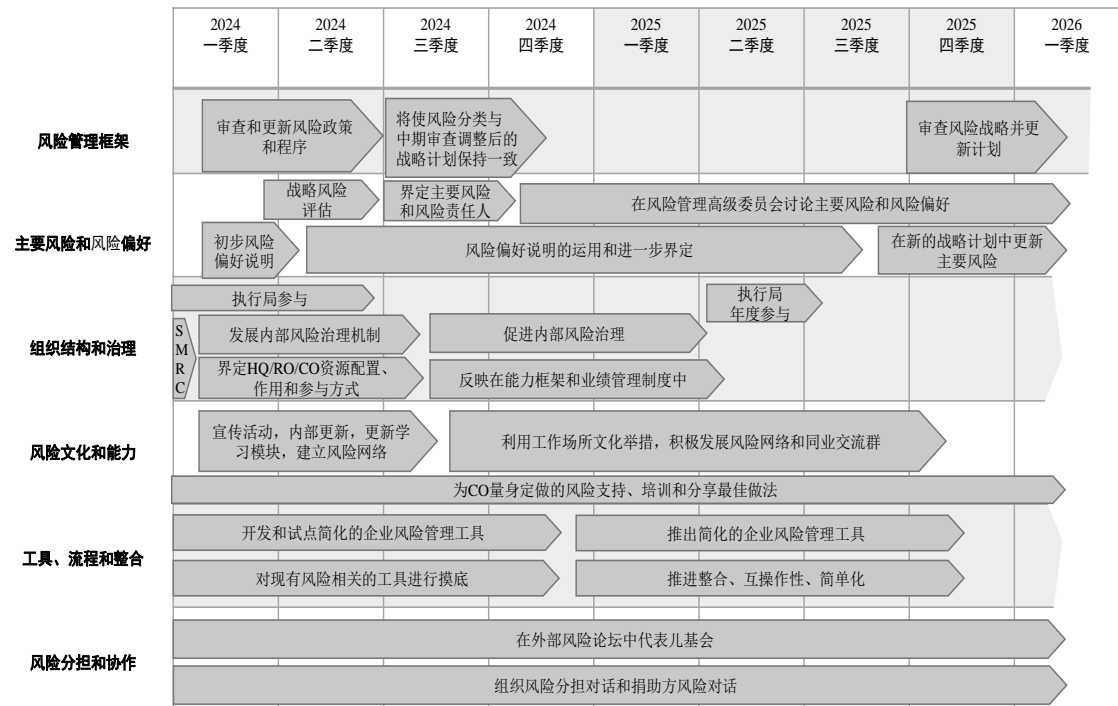 2024
一季度
2024
二季度
2024
三季度
2024
四季度
2025
一季度
2025
二季度
2025
三季度
2025
四季度
2026
一季度
风险管理框架
审查和更新风险政策
和程序
将使风险分类与
中期审查调整后的
战略计划保持一致
审查风险战略并更
新计划
主要风险和风险偏好
战略风险
评估
界定主要风险
和风险责任人
在风险管理高级委员会讨论主要风险和风险偏好
初步风险
偏好说明
风险偏好说明的运用和进一步界定
在新的战略计划中更新
主要风险
组织结构和治理
执行局参与
执行局
年度参与
S
M
R
C
发展内部风险治理机制
促进内部风险治理
界定HQ/RO/CO资源配置、
作用和参与方式
反映在能力框架和业绩管理制度中
风险文化和能力
宣传活动，内部更新，更新学
习模块，建立风险网络
利用工作场所文化举措，积极发展风险网络和同业交流群
为CO量身定做的风险支持、培训和分享最佳做法
工具、流程和整合
开发和试点简化的企业风险管理工具
推出简化的企业风险管理工具
对现有风险相关的工具进行摸底
推进整合、互操作性、简单化
风险分担和协作
在外部风险论坛中代表儿基会
组织风险分担对话和捐助方风险对话